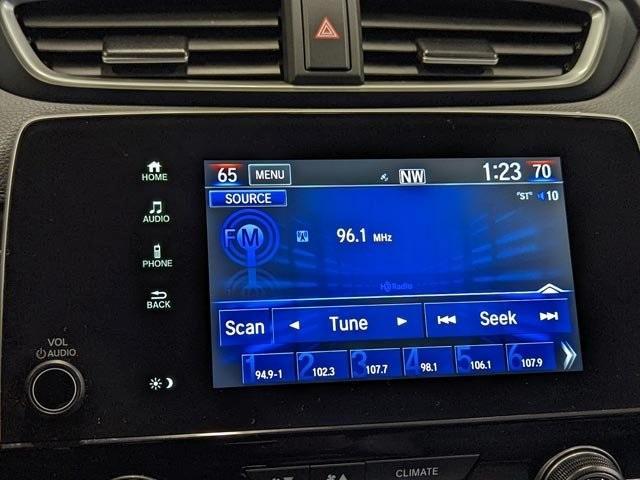 65 MENU NW 1:23 70
HOME
SOURCE "ST" 10
AUDIO
FM 96.1 MHz
PHONE
HD Radio
BACK
Scan Tune Seek
VOL
AUDIO
1 94.9-1 2 102.3 3 107.7 4 98.1 5 106.1 6 107.9
CLIMATE